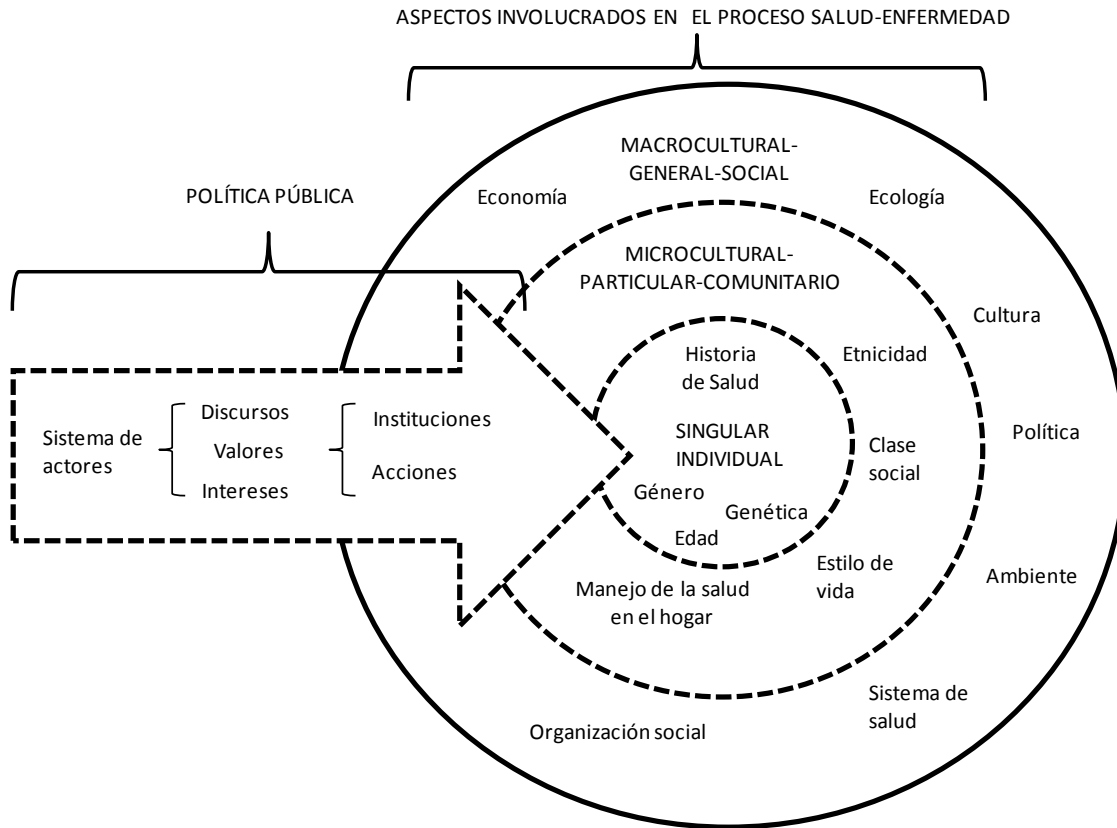 ASPECTOS INVOLUCRADOS EN EL PROCESO SALUD-ENFERMEDAD
POLÍTICA PÚBLICA
MACROCULTURAL-
GENERAL-SOCIAL
Economía
Ecología
MICROCULTURAL-
PARTICULAR-COMUNITARIO
Cultura
Historia
de Salud
Etnicidad
Sistema de
actores
Discursos
Valores
Intereses
Instituciones
Acciones
SINGULAR
INDIVIDUAL
Clase
social
Política
Género
Genética
Edad
Estilo de
vida
Ambiente
Manejo de la salud
en el hogar
Sistema de
salud
Organización social